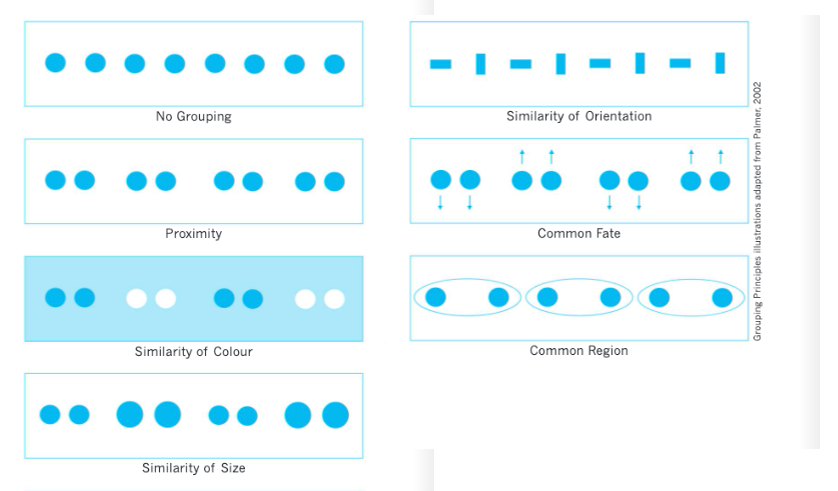 No Grouping
Proximity
Similarity of Colour
Similarity of Size
Similarity of Orientation
Common Fate
Common Region
Grouping Principles illustrations adapted from Palmer, 2002